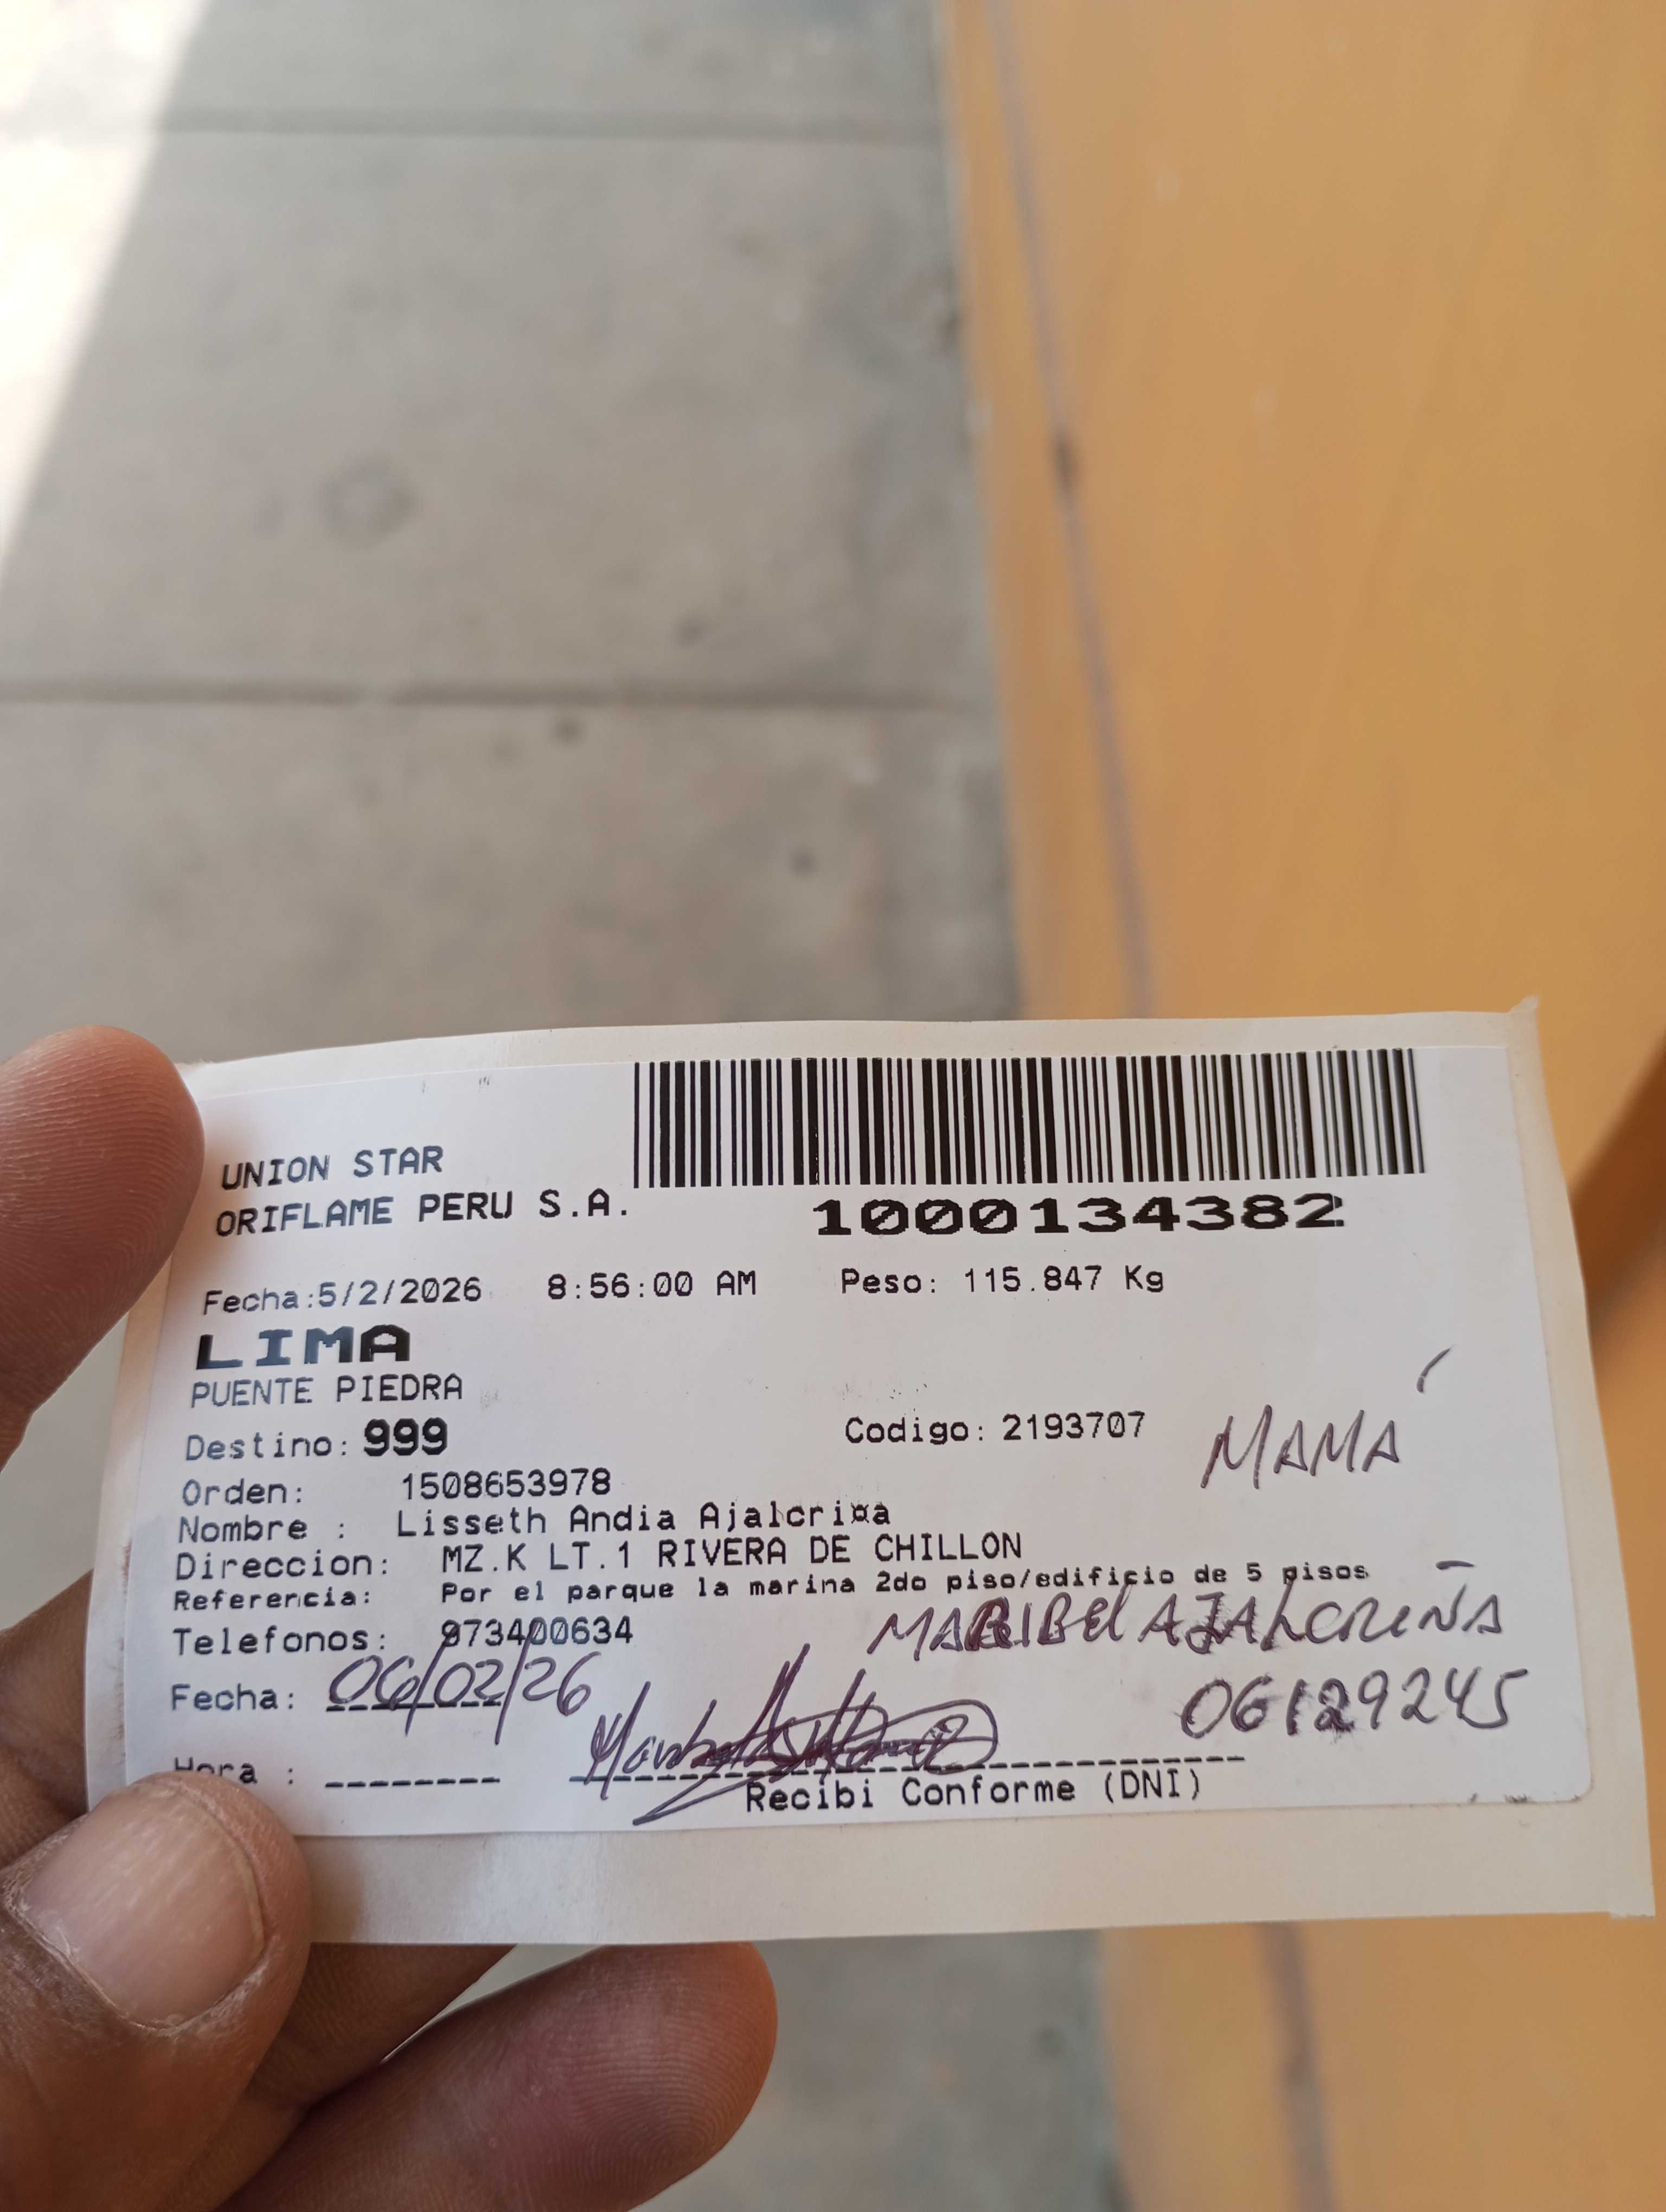 UNION STAR
ORIFLAME PERU S.A.
1000134382
Fecha:5/2/2026 8:56:00 AM Peso: 115.847 Kg
LIMA
PUENTE PIEDRA
Destino: 999 Codigo: 2193707 MAMÁ
Orden: 1508653978
Nombre : Lisseth Andia Ajalcri¤a
Direccion: MZ.K LT.1 RIVERA DE CHILLON
Referencia: Por el parque la marina 2do piso/edificio de 5 pisos
Telefonos: 973400634 MARIBEl AJALCRIÑA
Fecha: 06/02/26 06129245
Hora :
Recibi Conforme (DNI)